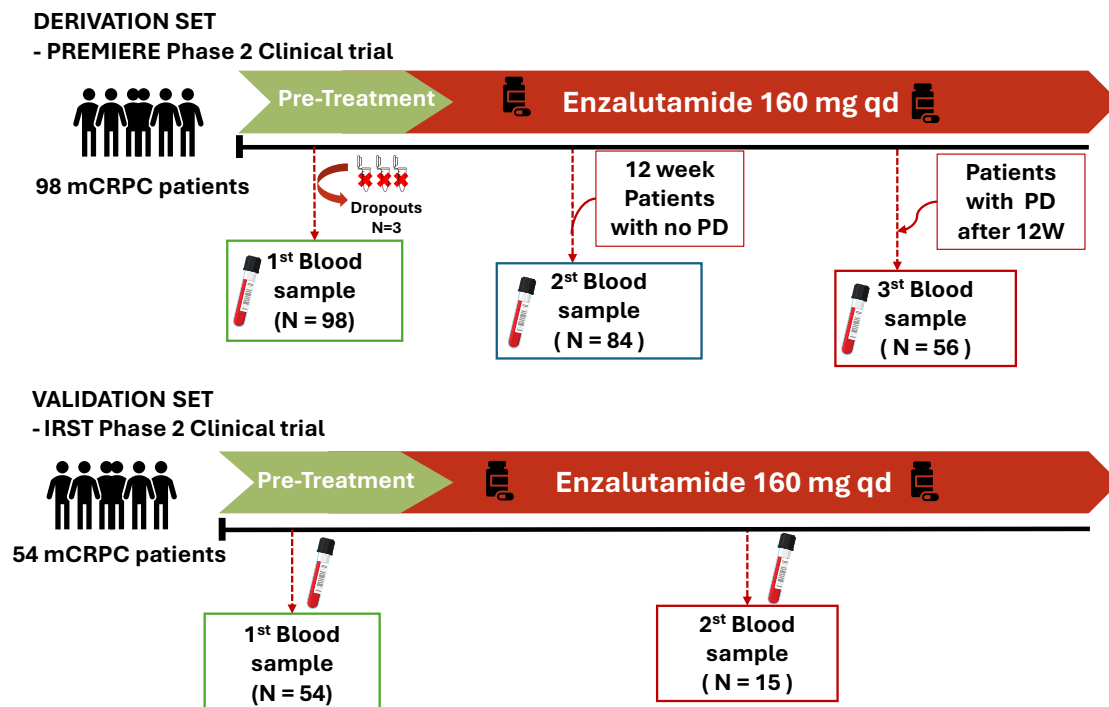 DERIVATION SET
- PREMIERE Phase 2 Clinical trial
Pre-Treatment
Enzalutamide 160 mg qd
98 mCRPC patients
Dropouts
N=3
12 week
Patients
with no PD
Patients
with PD
after 12W
1st Blood
sample
(N = 98)
2st Blood
sample
( N = 84 )
3st Blood
sample
( N = 56 )
VALIDATION SET
- IRST Phase 2 Clinical trial
Pre-Treatment
Enzalutamide 160 mg qd
54 mCRPC patients
1st Blood
sample
(N = 54)
2st Blood
sample
( N = 15 )